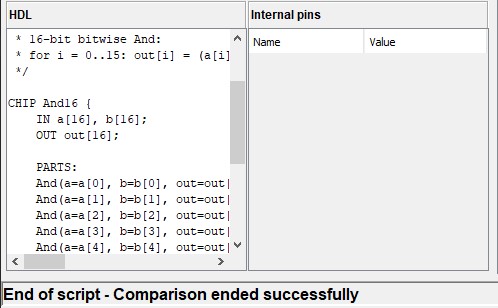 HDL
Internal pins
* 16-bit bitwise And:
* for i = 0..15: out[i] = (a[i]
*/
CHIP And16 {
IN a[16], b[16];
OUT out[16];
PARTS:
And(a=a[0], b=b[0], out=out[
And(a=a[1], b=b[1], out=out[
And(a=a[2], b=b[2], out=out[
And(a=a[3], b=b[3], out=out[
And(a=a[4], b=b[4], out=out[
Name Value
End of script - Comparison ended successfully